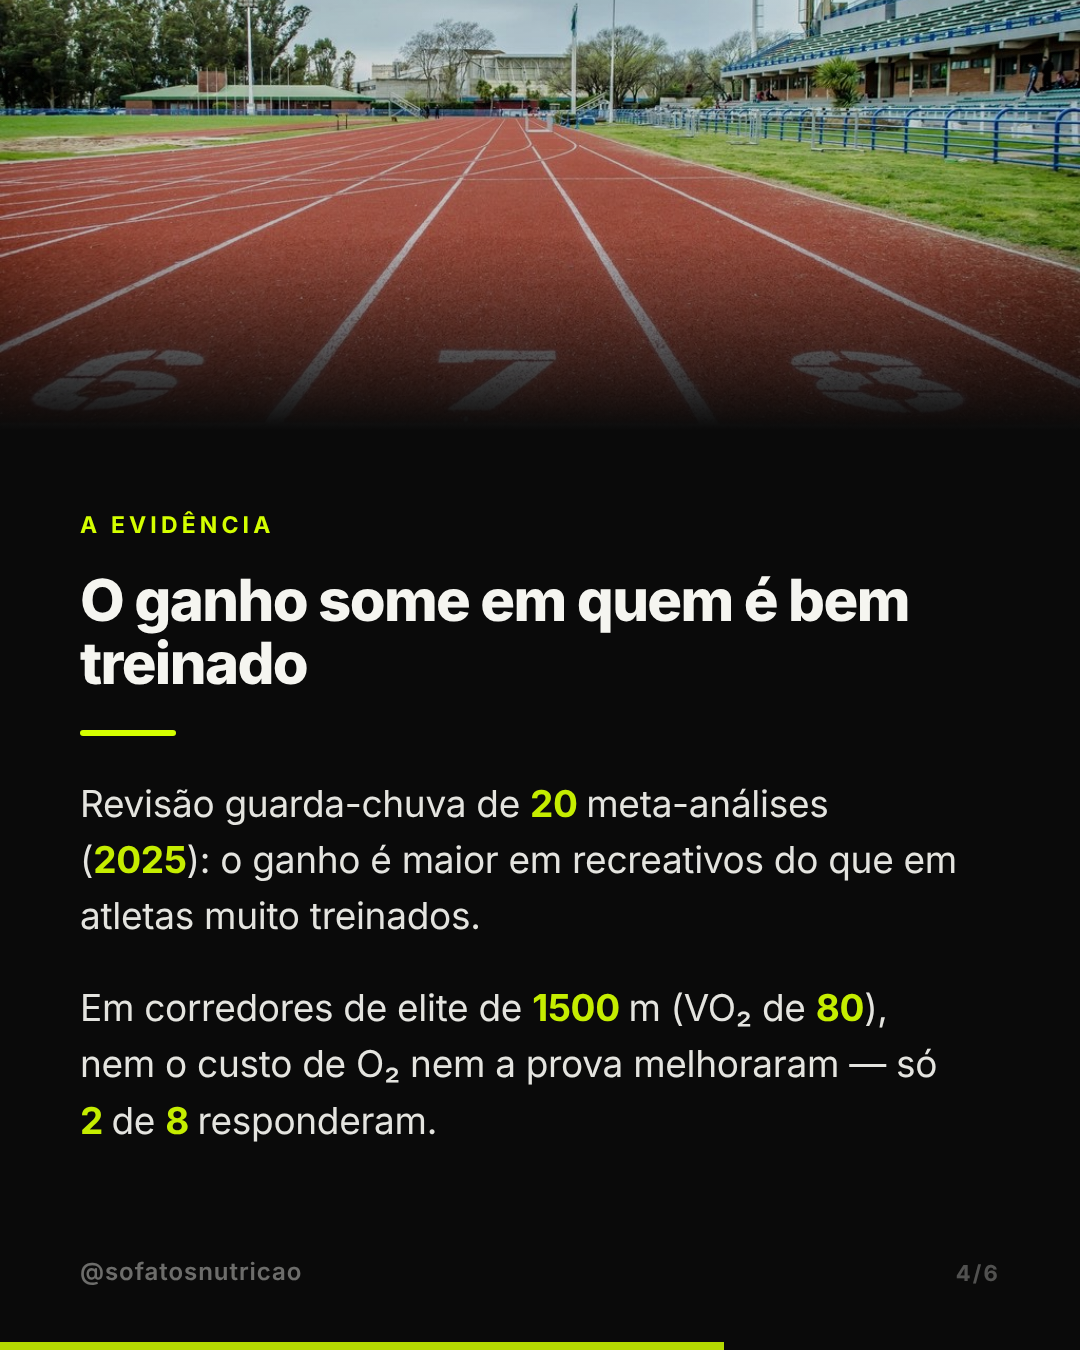 6 7 8
A EVIDÊNCIA
O ganho some em quem é bem
treinado
Revisão guarda-chuva de 20 meta-análises
(2025): o ganho é maior em recreativos do que em
atletas muito treinados.
Em corredores de elite de 1500 m (VO₂ de 80),
nem o custo de O₂ nem a prova melhoraram — só
2 de 8 responderam.
@sofatosnutricao
4/6